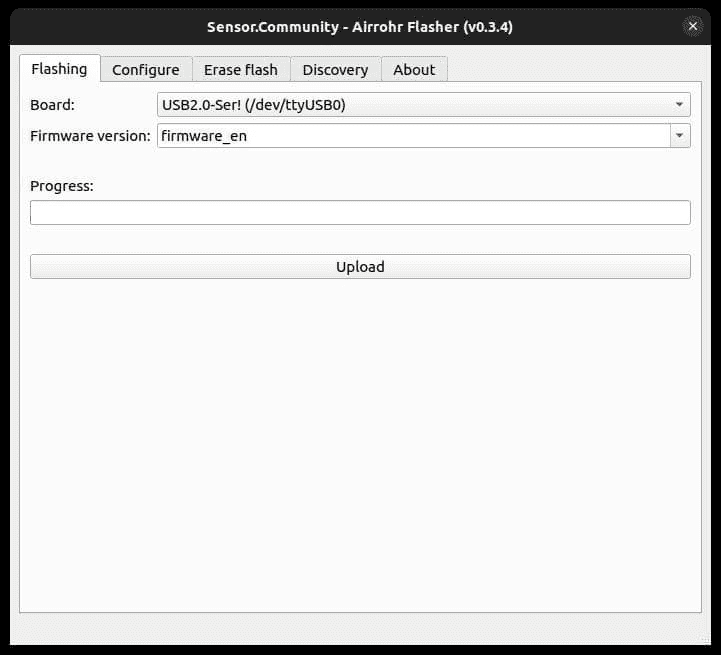 Sensor.Community - Airrohr Flasher (v0.3.4)
Flashing Configure Erase flash Discovery About
Board: USB2.0-Ser! (/dev/ttyUSB0)
Firmware version: firmware_en
Progress:
Upload